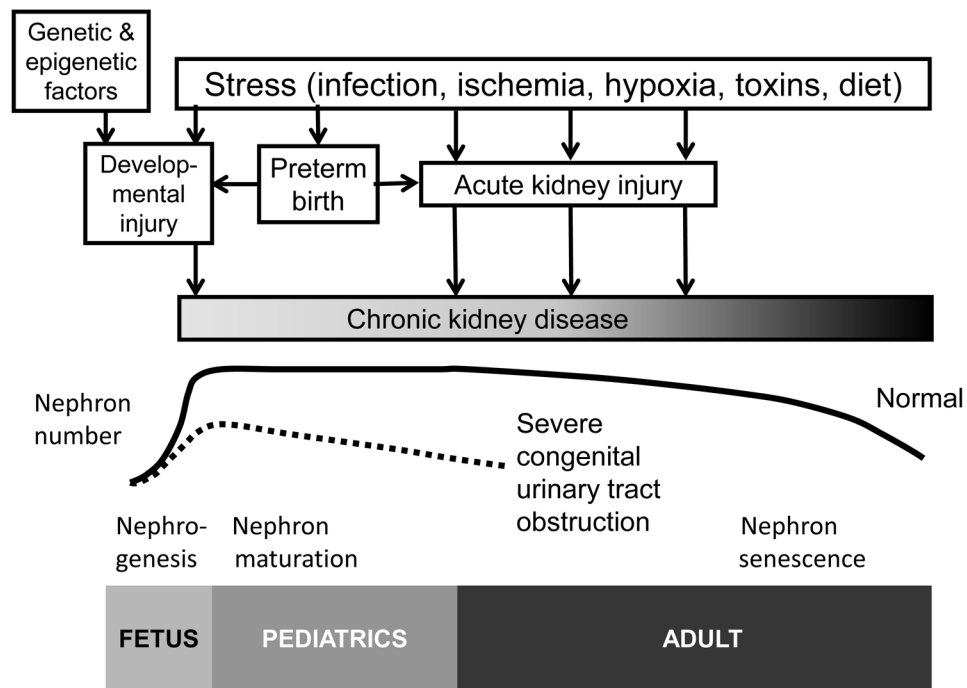 Genetic &
epigenetic
factors
Stress (infection, ischemia, hypoxia, toxins, diet)
Develop-
mental
injury
Preterm
birth
Acute kidney injury
Chronic kidney disease
Nephron
number
Normal
Severe
congenital
urinary tract
obstruction
Nephro-
genesis
Nephron
maturation
Nephron
senescence
FETUS
PEDIATRICS
ADULT